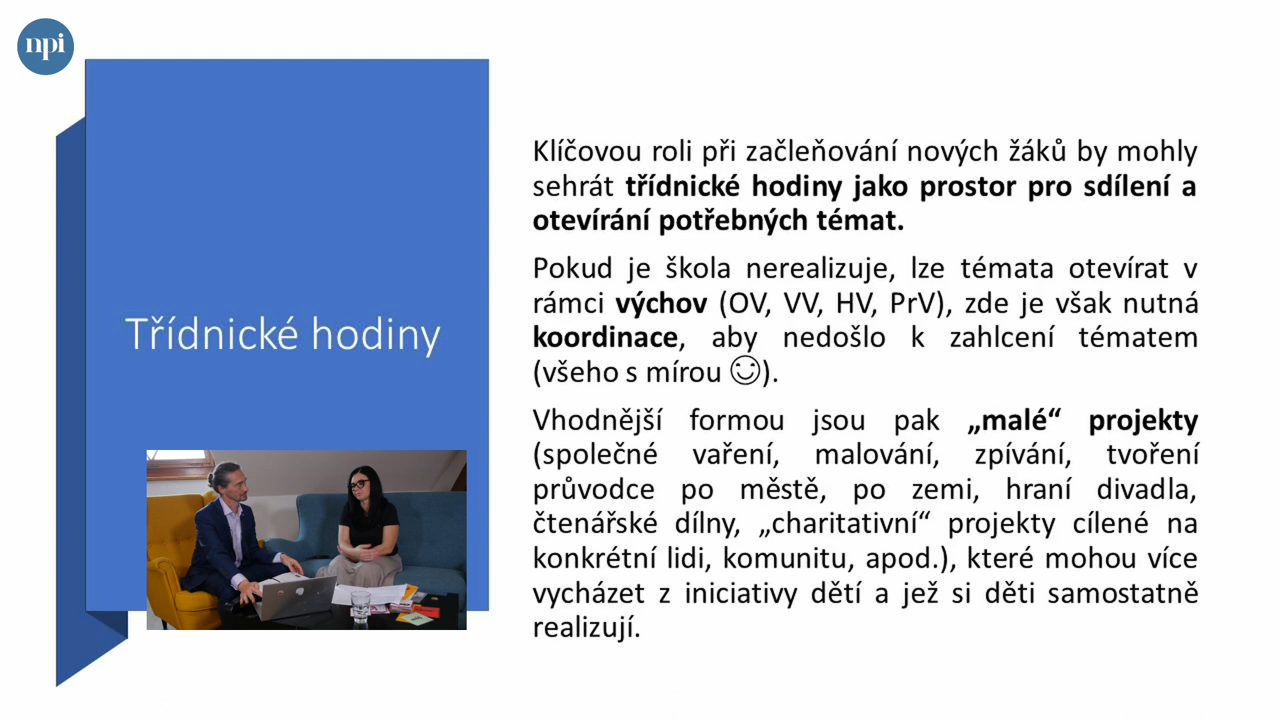 npi
Třídnické hodiny
Klíčovou roli při začleňování nových žáků by mohly
sehrát třídnické hodiny jako prostor pro sdílení a
otevírání potřebných témat.
Pokud je škola nerealizuje, lze témata otevírat v
rámci výchov (OV, VV, HV, PrV), zde je však nutná
koordinace, aby nedošlo k zahlcení tématem
(všeho s mírou ☺).
Vhodnější formou jsou pak „malé“ projekty
(společné vaření, malování, zpívání, tvoření
průvodce po městě, po zemi, hraní divadla,
čtenářské dílny, „charitativní“ projekty cílené na
konkrétní lidi, komunitu, apod.), které mohou více
vycházet z iniciativy dětí a jež si děti samostatně
realizují.